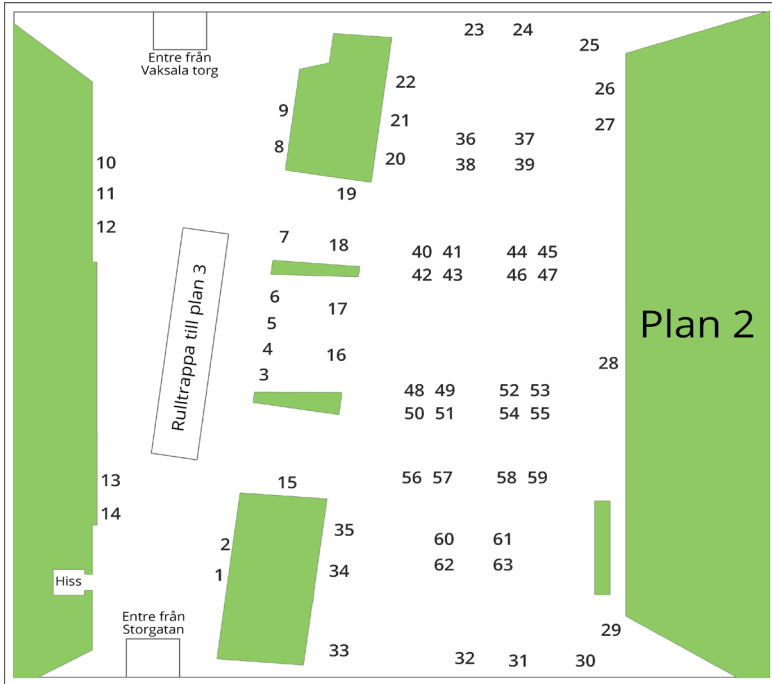 23 24
25
Entre från
Vaksala torg
22
26
9
21
27
8
36 37
20
38 39
10
11
19
12
7
18
40 41 44 45
42 43 46 47
Rulltrappa till plan 3
6
17
5
Plan 2
4
16
28
3
48 49 52 53
50 51 54 55
13
15
56 57 58 59
14
35
2
60 61
34
62 63
1
Hiss
Entre från
Storgatan
29
33
32 31 30